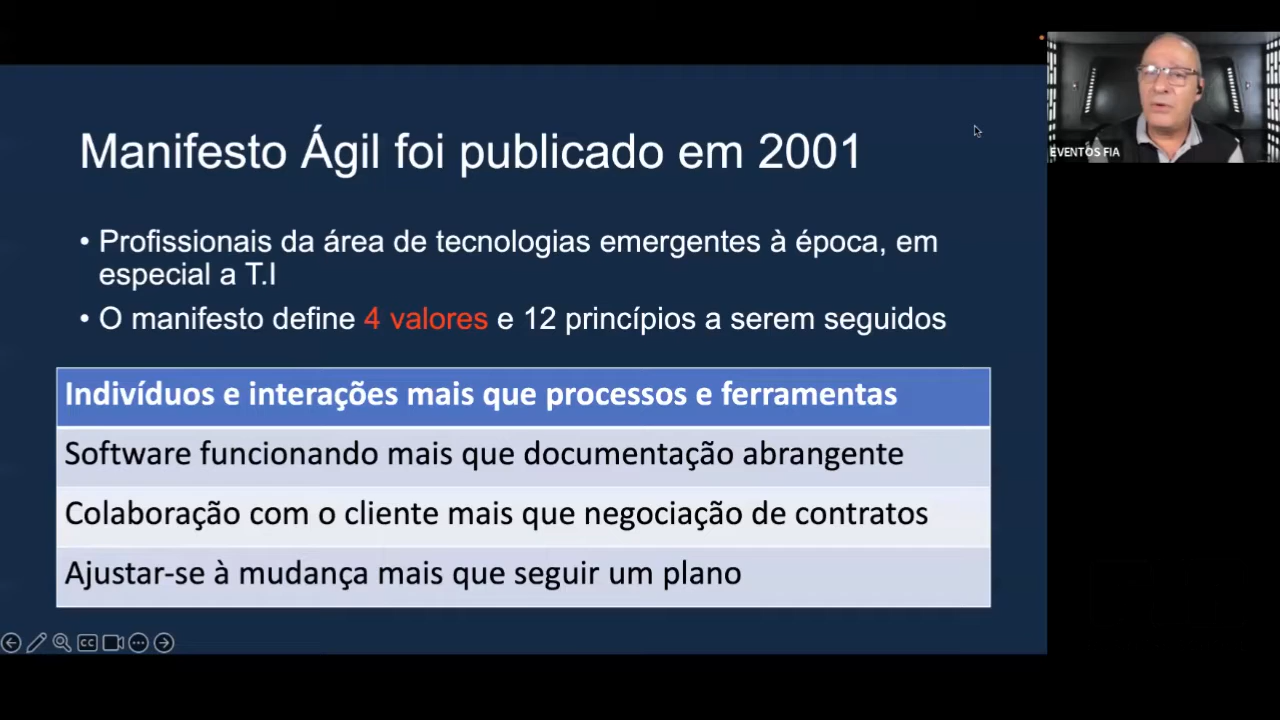 Manifesto Ágil foi publicado em 2001
• Profissionais da área de tecnologias emergentes à época, em
especial a T.I
• O manifesto define 4 valores e 12 princípios a serem seguidos
Indivíduos e interações mais que processos e ferramentas
Software funcionando mais que documentação abrangente
Colaboração com o cliente mais que negociação de contratos
Ajustar-se à mudança mais que seguir um plano
EVENTOS FIA
CC